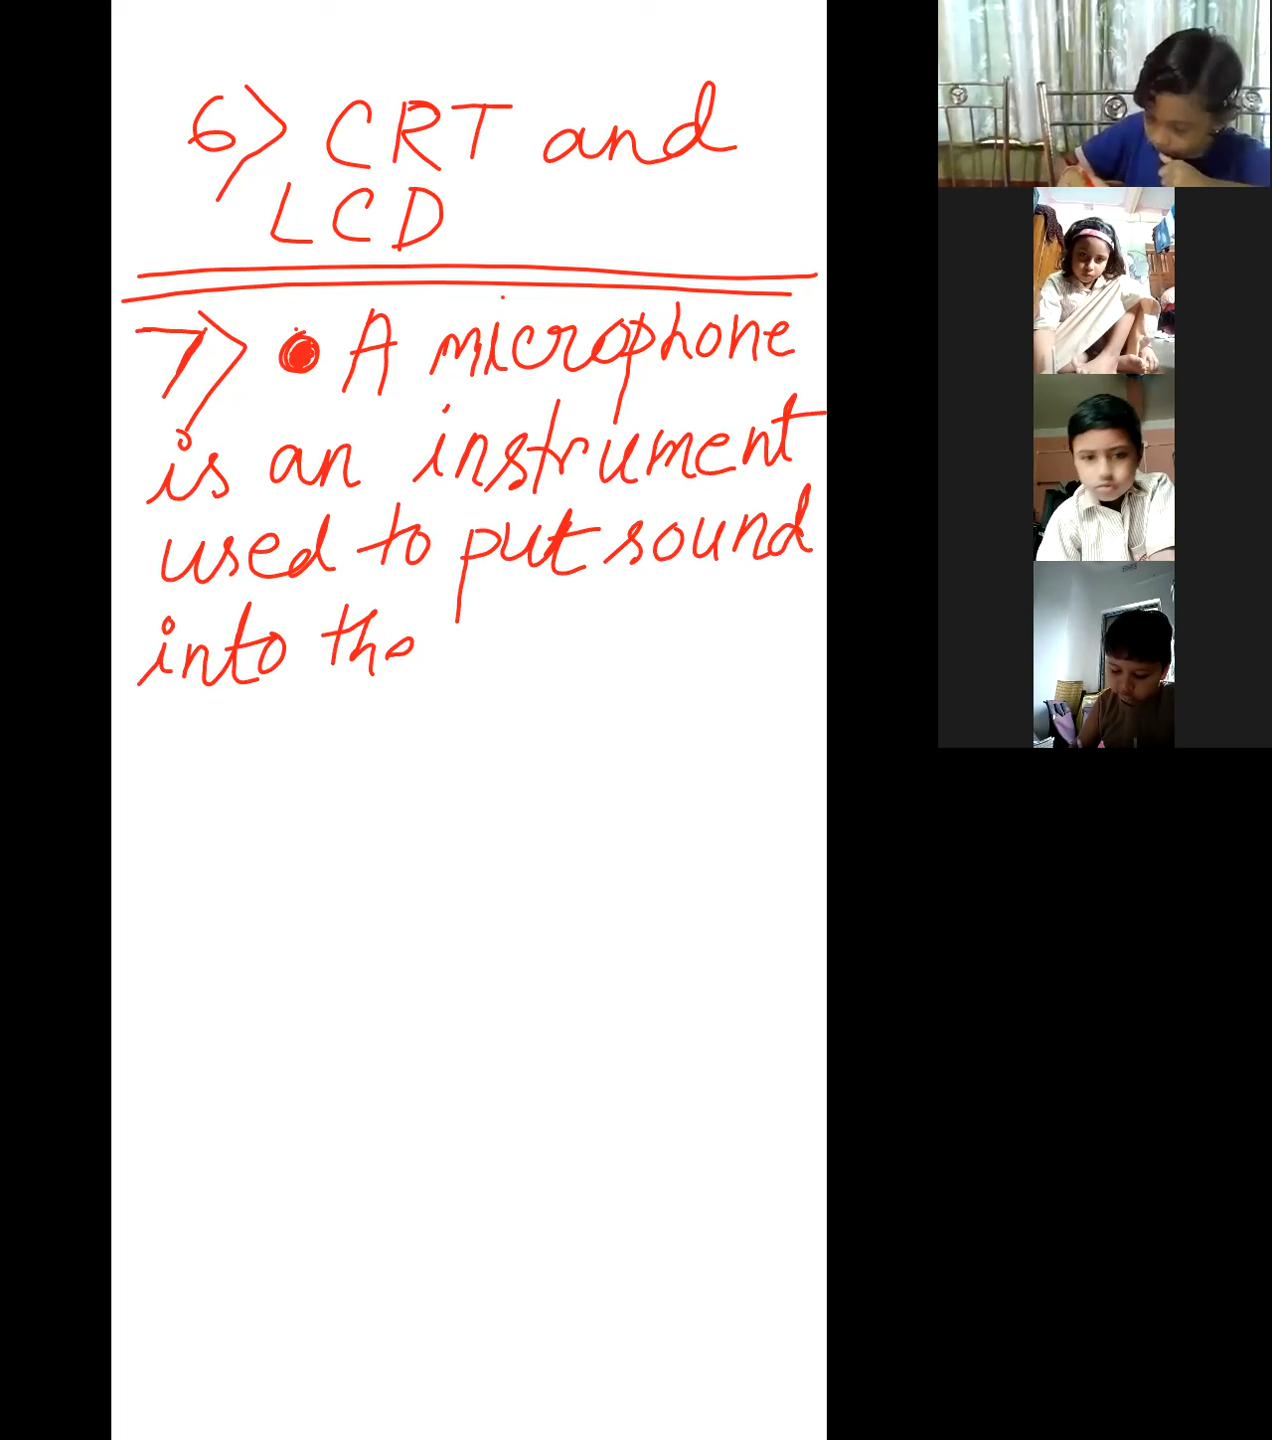 6> CRT and
LCD
7> • A microphone
is an instrument
used to put sound
into the